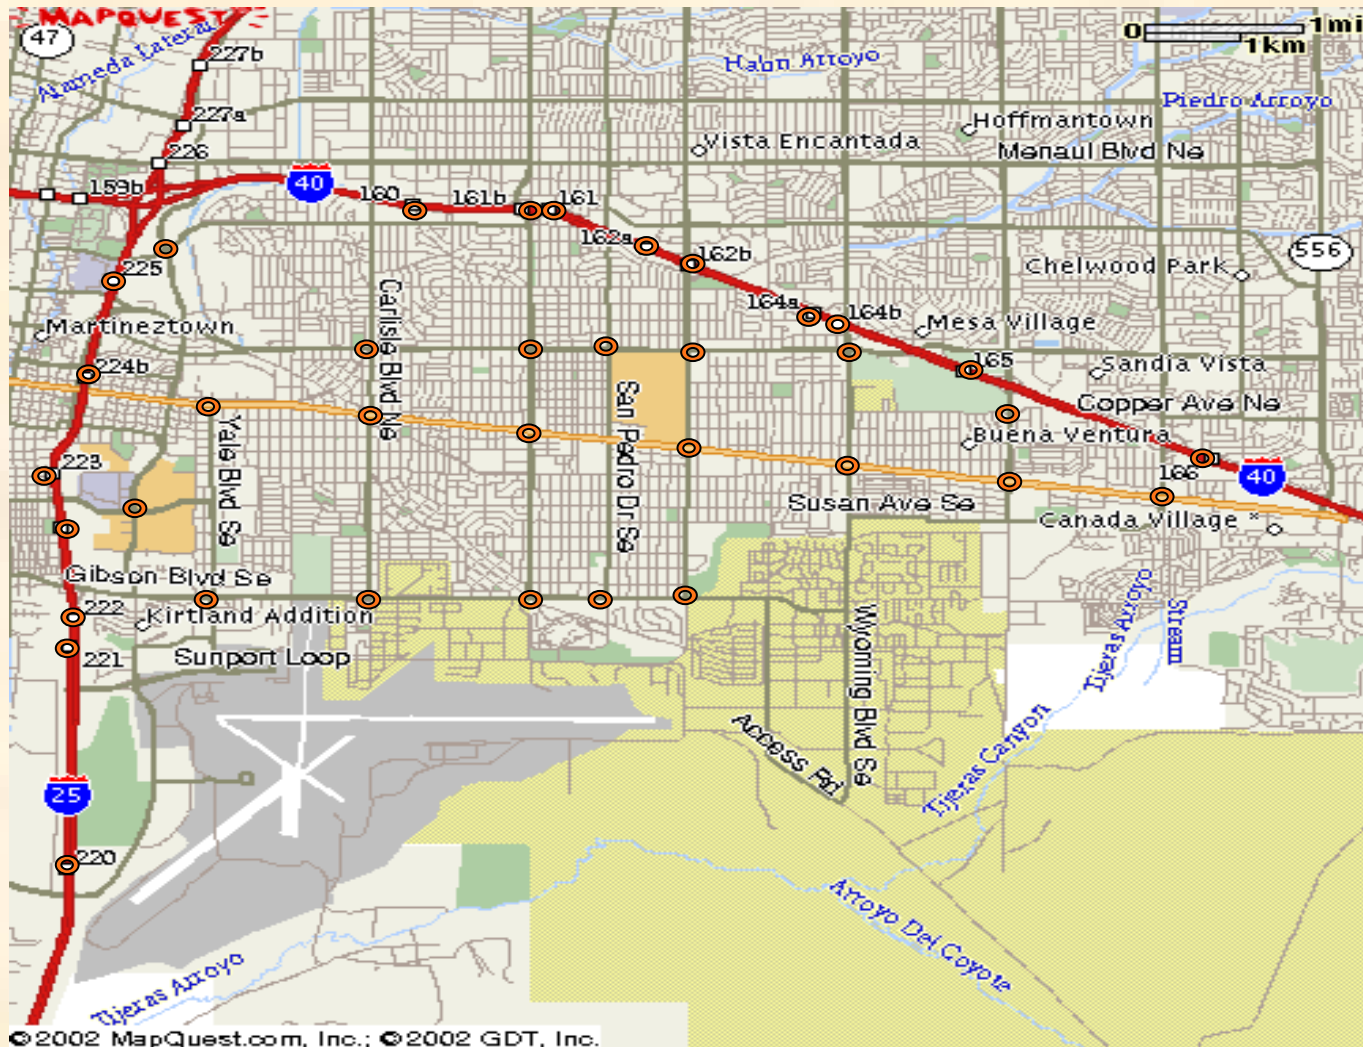 MAPQUEST
47
Alameda Lateral
227b
Hahn Arroyo
0
1mi
1km
227a
Piedro Arroyo
Hoffmantown
Vista Encantada
Menaul Blvd Ne
226
159b
40
160
161b
161
162a
162b
556
225
Chelwood Park
164a
164b
Carlisle Blvd Ne
Martineztown
Mesa Village
224b
165
Sandia Vista
San Pedro Dr Se
Copper Ave Ne
Yale Blvd Se
Buena Ventura
223
166
40
Susan Ave Se
Canada Village *
Gibson Blvd Se
222
Kirtland Addition
Tijeras Arroyo
Stream
221
Sunport Loop
Wyoming Blvd Se
Access Rd
Tijeras Canyon
25
220
Arroyo Del Coyote
Tijeras Arroyo
©2002 MapQuest.com, Inc.; ©2002 GDT, Inc.